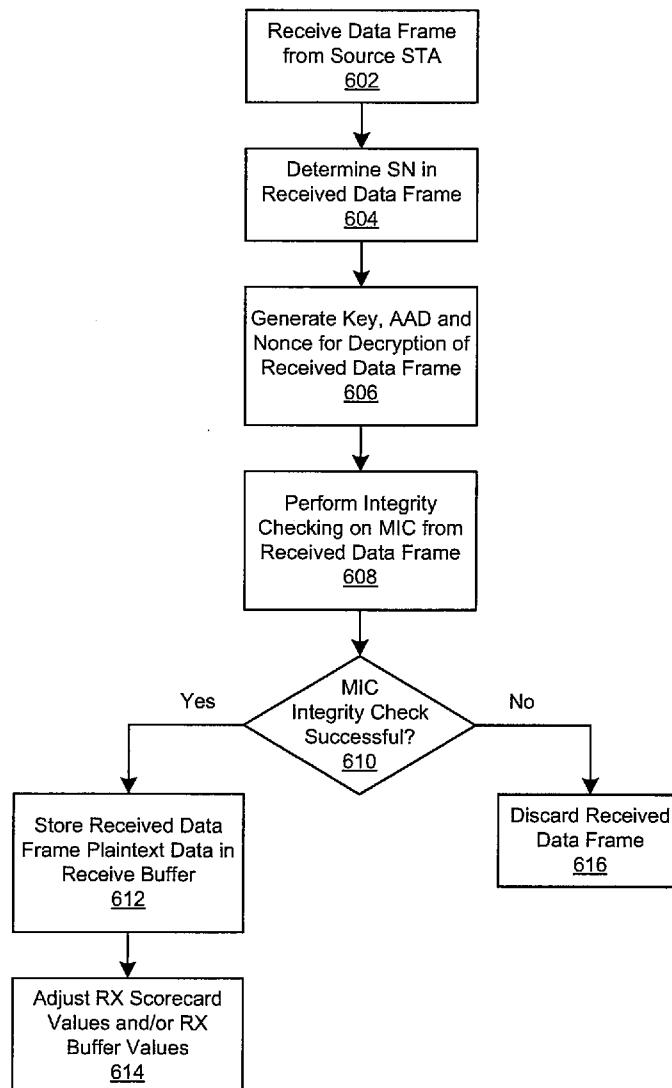 Receive Data Frame
from Source STA
602
Determine SN in
Received Data Frame
604
Generate Key, AAD and
Nonce for Decryption of
Received Data Frame
606
Perform Integrity
Checking on MIC from
Received Data Frame
608
MIC
Integrity Check
Successful?
610
Yes
No
Store Received Data
Frame Plaintext Data in
Receive Buffer
612
Discard Received
Data Frame
616
Adjust RX Scorecard
Values and/or RX
Buffer Values
614